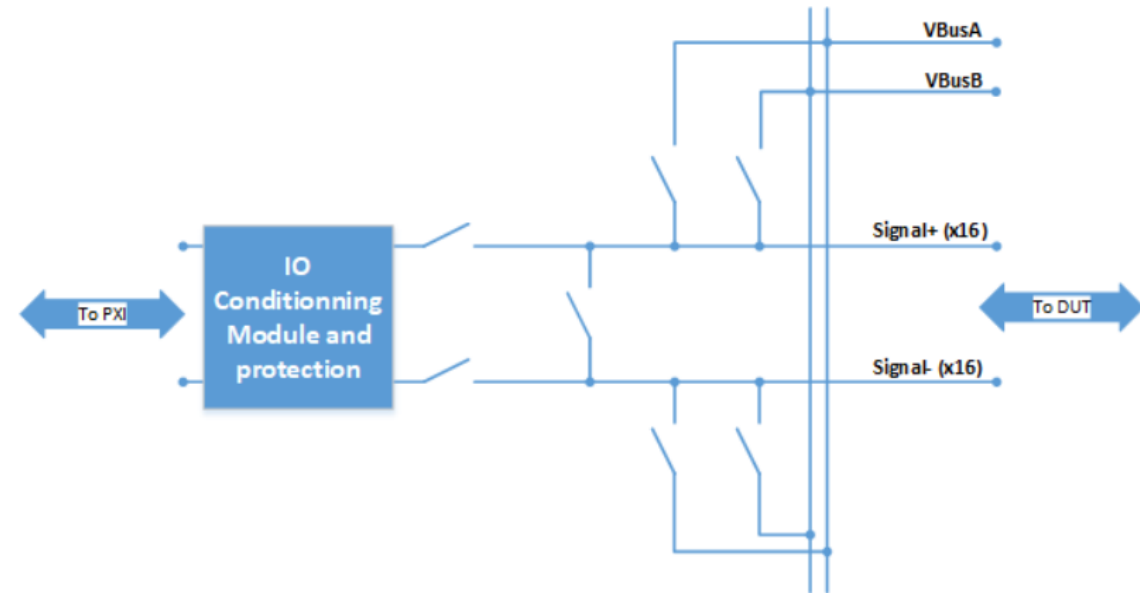 VBusA
VBusB
Signal+ (x16)
IO
Conditionning
Module and
protection
To PXI
To DUT
Signal- (x16)